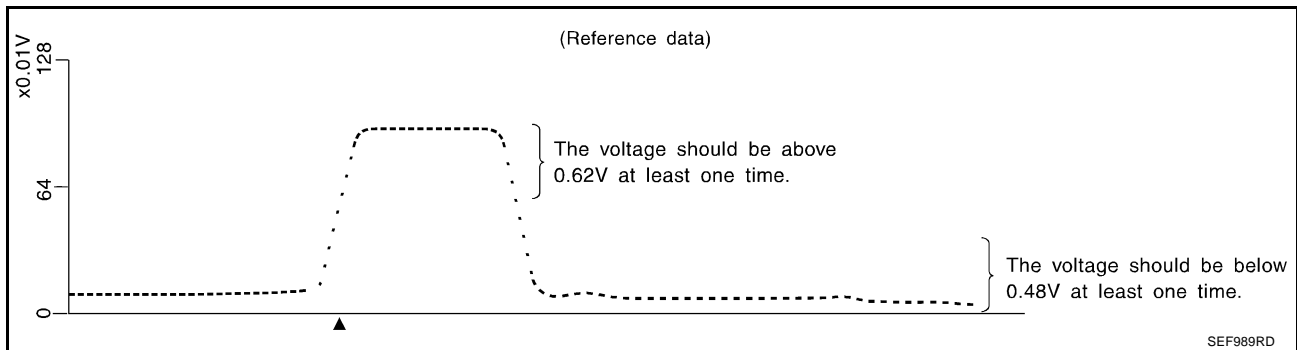 (Reference data)
x0.01V
128
64
0
The voltage should be above
0.62V at least one time.
The voltage should be below
0.48V at least one time.
SEF989RD